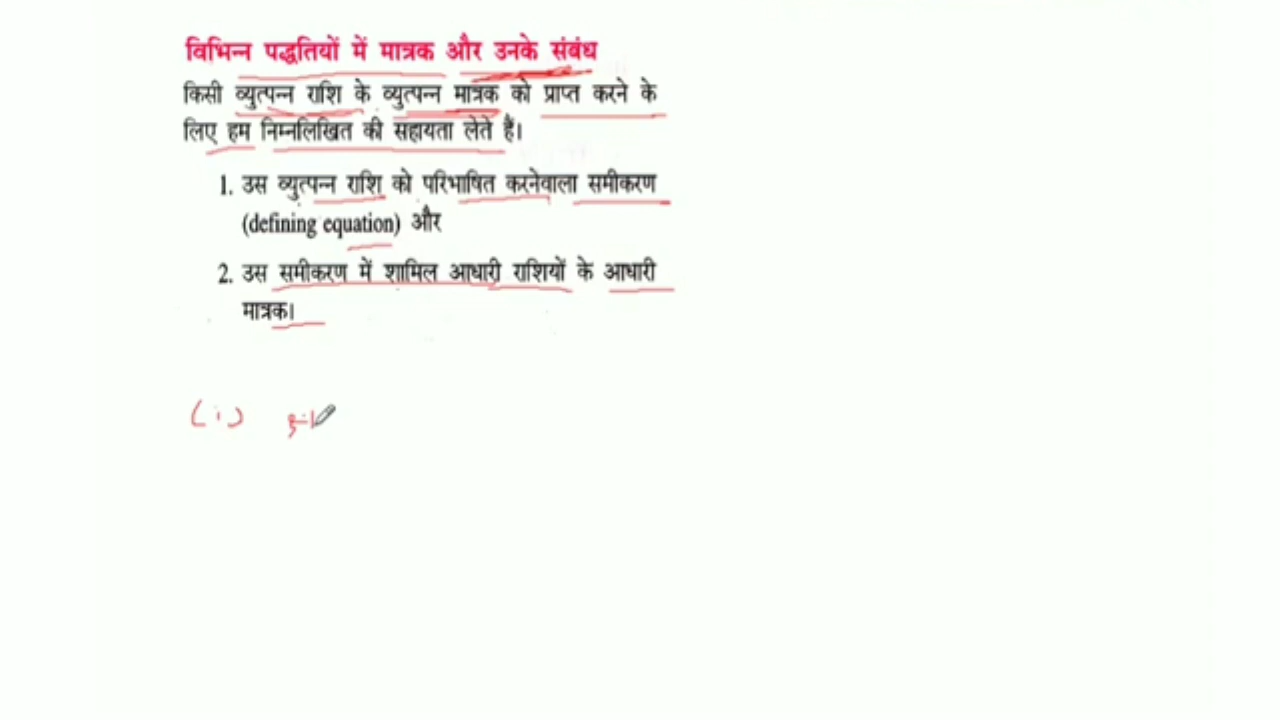 विभिन्न पद्धतियों में मात्रक और उनके संबंध
किसी व्युत्पन्न राशि के व्युत्पन्न मात्रक को प्राप्त करने के
लिए हम निम्नलिखित की सहायता लेते हैं।
1. उस व्युत्पन्न राशि को परिभाषित करनेवाला समीकरण
(defining equation) और
2. उस समीकरण में शामिल आधारी राशियों के आधारी
मात्रक।
(i)